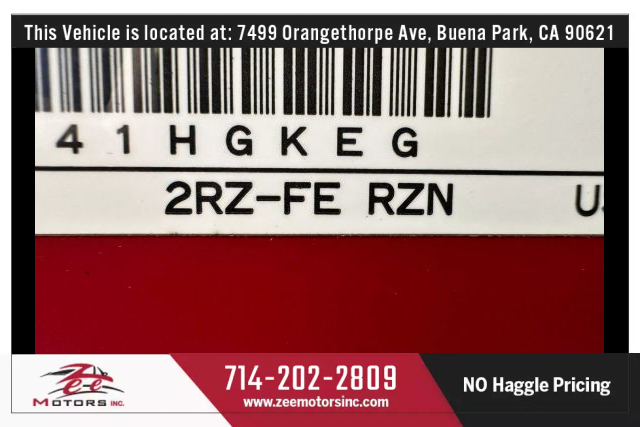 This Vehicle is located at: 7499 Orangethorpe Ave, Buena Park, CA 90621
41HGKEG
2RZ-FE RZN U
Zee
MOTORS INC.
714-202-2809
www.zeemotorsinc.com
NO Haggle Pricing